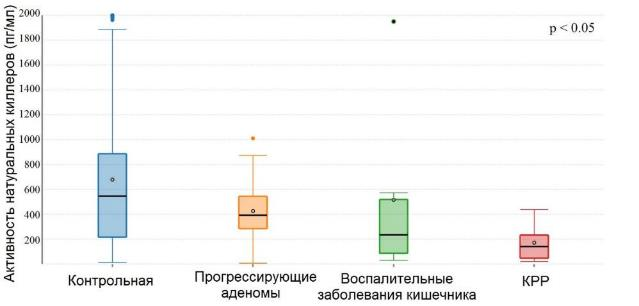 Активность натуральных киллеров (пг/мл)
2000
1800
1600
1400
1200
1000
800
600
400
200
p < 0.05
Контрольная
Прогрессирующие
аденомы
Воспалительные
заболевания кишечника
КРР